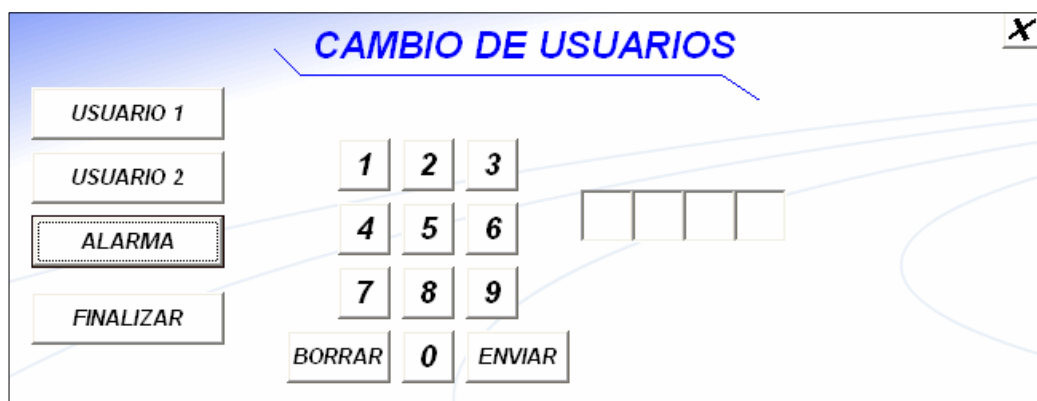 CAMBIO DE USUARIOS
X
USUARIO 1
USUARIO 2
ALARMA
FINALIZAR
1 2 3
4 5 6
7 8 9
BORRAR 0 ENVIAR